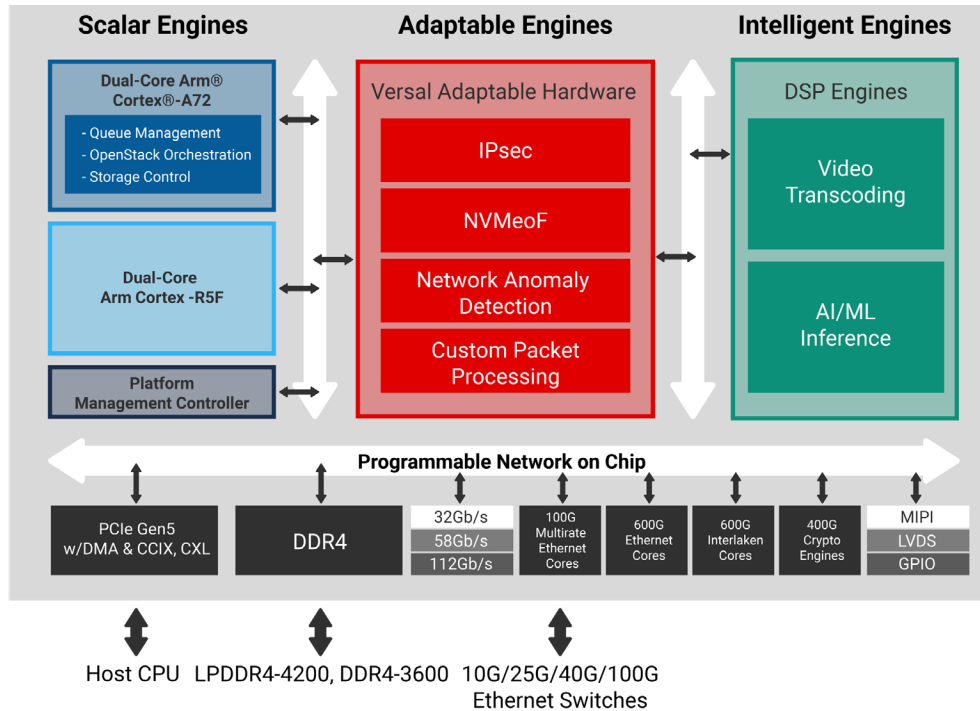 Scalar Engines
Adaptable Engines
Intelligent Engines
Dual-Core Arm®
Cortex®-A72
- Queue Management
- OpenStack Orchestration
- Storage Control
Dual-Core
Arm Cortex -R5F
Platform
Management Controller
Versal Adaptable Hardware
IPsec
NVMeoF
Network Anomaly
Detection
Custom Packet
Processing
DSP Engines
Video
Transcoding
AI/ML
Inference
Programmable Network on Chip
PCIe Gen5
w/DMA & CCIX, CXL
DDR4
32Gb/s
58Gb/s
112Gb/s
100G
Multirate
Ethernet
Cores
600G
Ethernet
Cores
600G
Interlaken
Cores
400G
Crypto
Engines
MIPI
LVDS
GPIO
Host CPU
LPDDR4-4200, DDR4-3600
10G/25G/40G/100G
Ethernet Switches